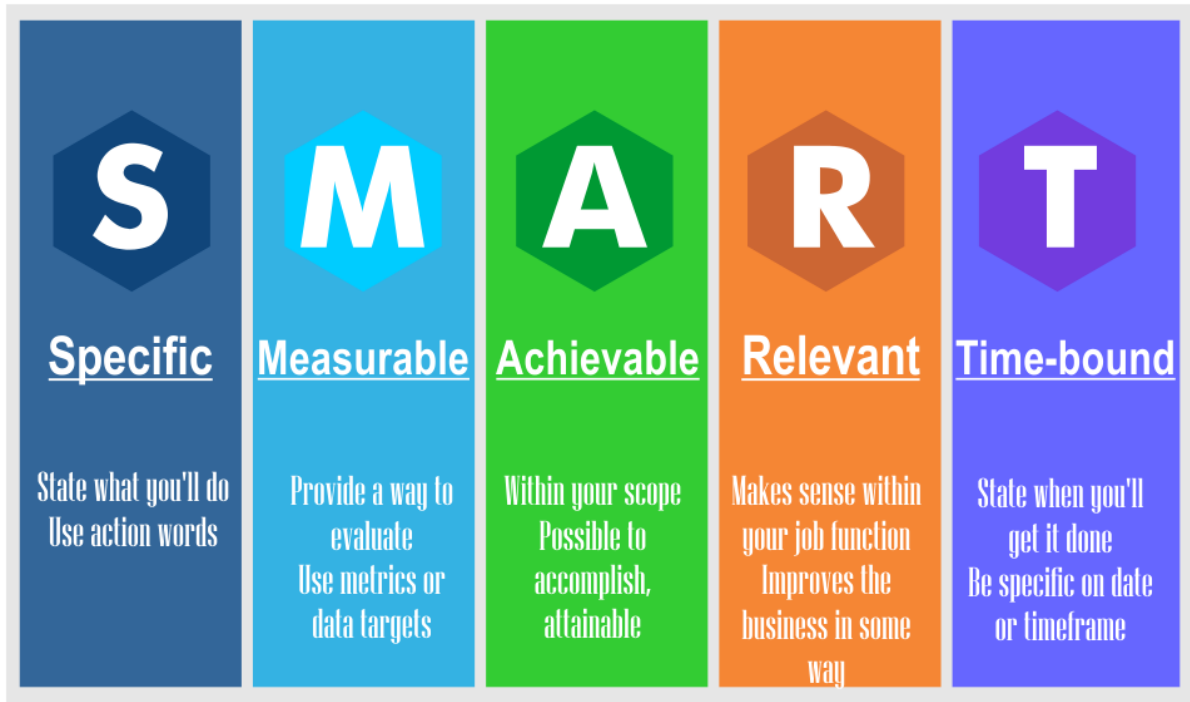 S
Specific
State what you'll do
Use action words
M
Measurable
Provide a way to
evaluate
Use metrics or
data targets
A
Achievable
Within your scope
Possible to
accomplish,
attainable
R
Relevant
Makes sense within
your job function
Improves the
business in some
way
T
Time-bound
State when you'll
get it done
Be specific on date
or timeframe